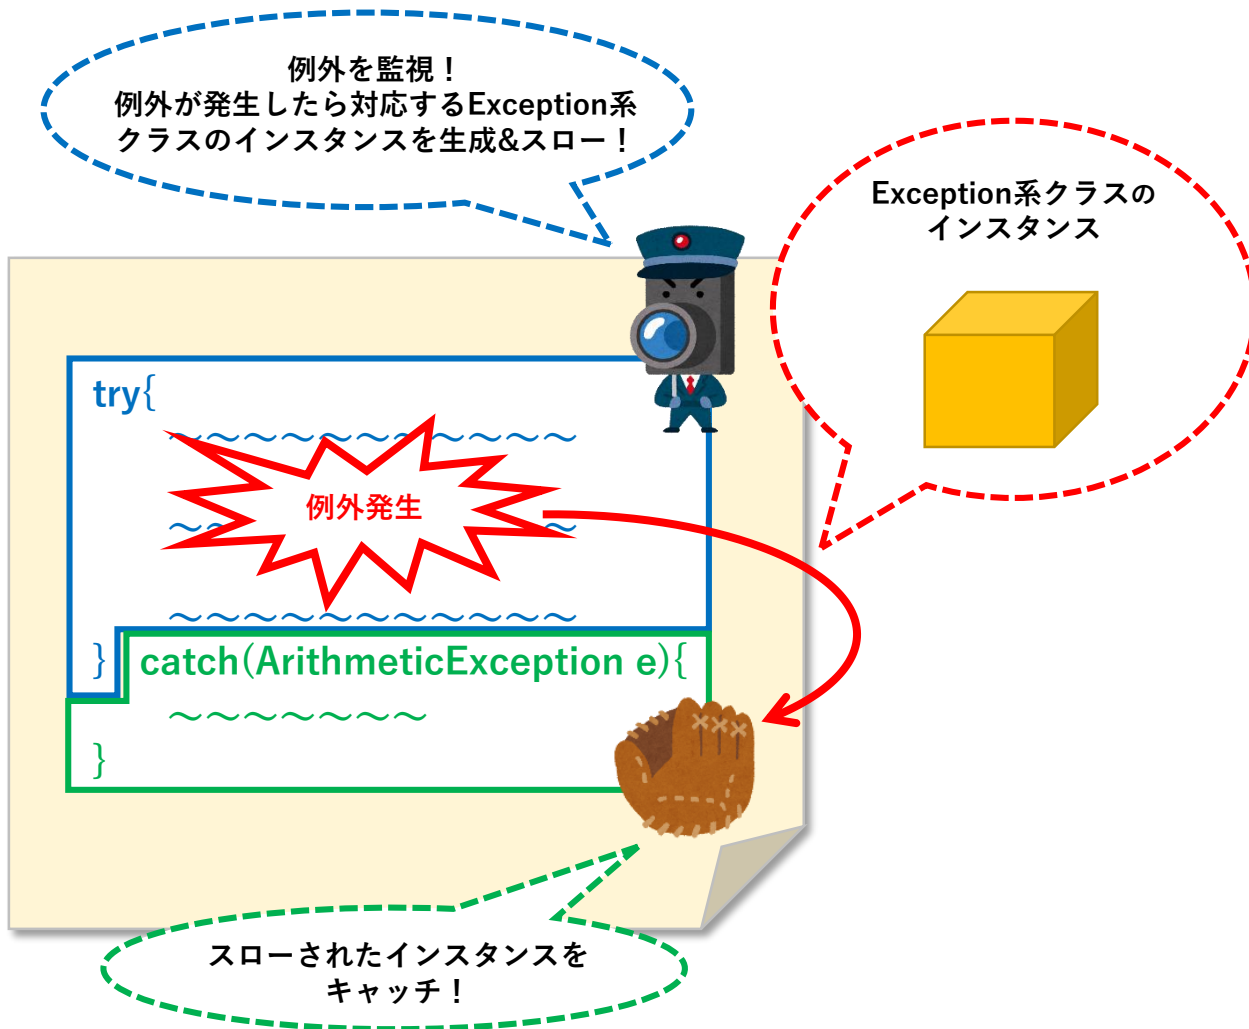 例外を監視！
例外が発生したら対応するException系
クラスのインスタンスを生成&スロー！
Exception系クラスの
インスタンス
try{
～～～～～～～～～～～
例外発生
～～～～～～～～～～～
～～～～～～～～～～～
} catch(ArithmeticException e){
～～～～～～～
}
スローされたインスタンスを
キャッチ！